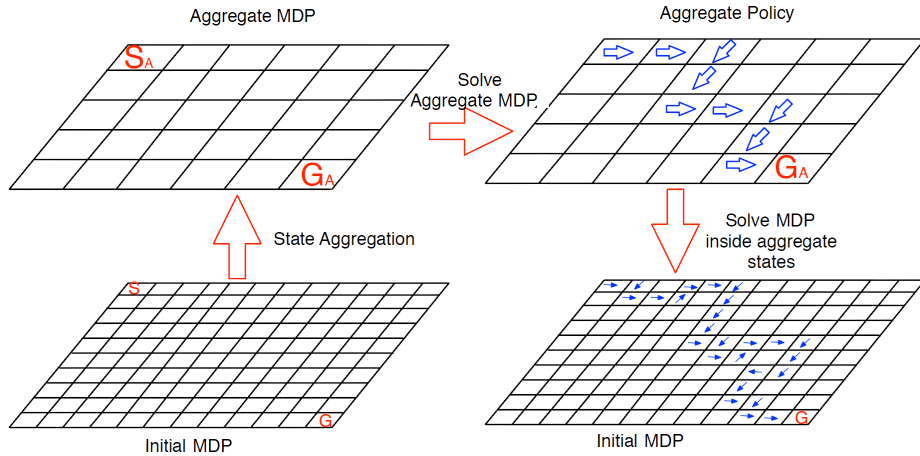 Aggregate MDP
Aggregate Policy
SA
Solve
Aggregate MDP
GA
GA
State Aggregation
Solve MDP
inside aggregate
states
S
G
G
Initial MDP
Initial MDP